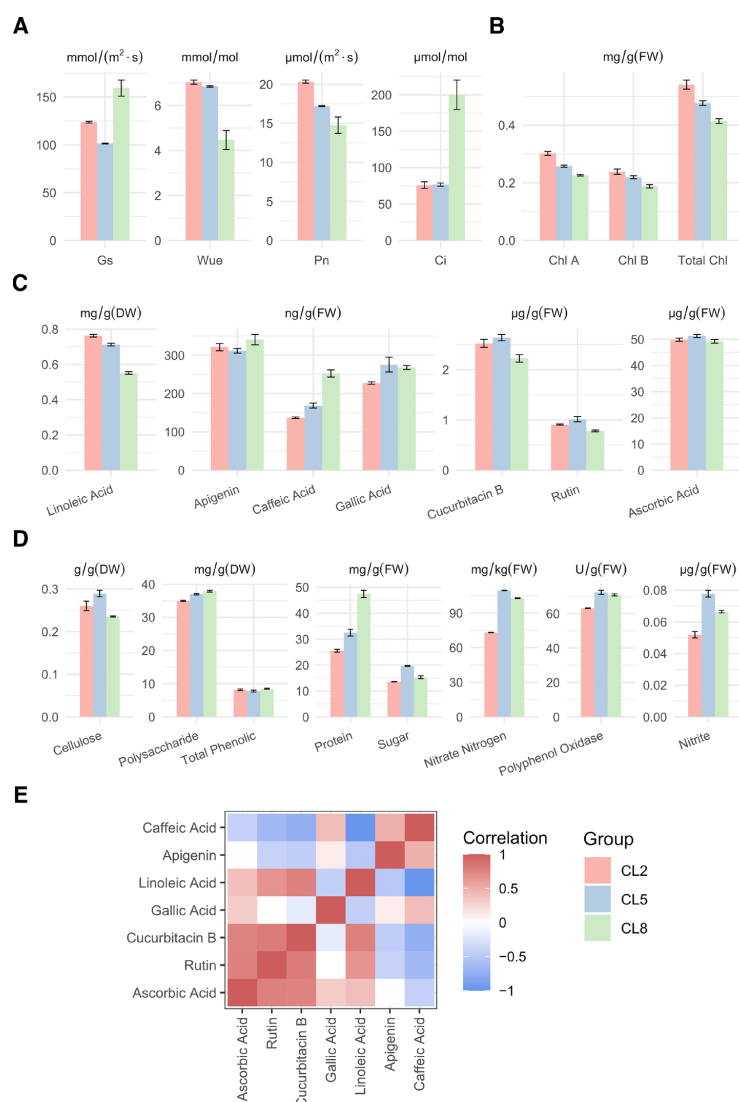 A
B
mmol/(m²·s)
mmol/mol
μmol/(m²·s)
μmol/mol
mg/g(FW)
150
100
50
0
6
4
2
0
20
15
10
5
0
200
150
100
50
0
0.4
0.2
0.0
Gs
Wue
Pn
Ci
Chl A
Chl B
Total Chl
C
mg/g(DW)
ng/g(FW)
μg/g(FW)
μg/g(FW)
0.8
0.6
0.4
0.2
0.0
300
150
0
2
1
0
50
40
30
20
10
0
Linoleic Acid
Apigenin
Caffeic Acid
Gallic Acid
Cucurbitacin B
Rutin
Ascorbic Acid
D
g/g(DW)
mg/g(DW)
mg/g(FW)
mg/kg(FW)
U/g(FW)
μg/g(FW)
0.3
0.2
0.1
0.0
40
30
20
10
0
50
40
30
20
10
0
90
60
30
0
60
40
20
0
0.08
0.06
0.04
0.02
0.00
Cellulose
Polysaccharide
Total Phenolic
Protein
Sugar
Nitrate Nitrogen
Polyphenol Oxidase
Nitrite
E
Caffeic Acid
Apigenin
Linoleic Acid
Gallic Acid
Cucurbitacin B
Rutin
Ascorbic Acid
Ascorbic Acid
Rutin
Cucurbitacin B
Gallic Acid
Linoleic Acid
Apigenin
Caffeic Acid
Correlation
1
0.5
0
-0.5
-1
Group
CL2
CL5
CL8